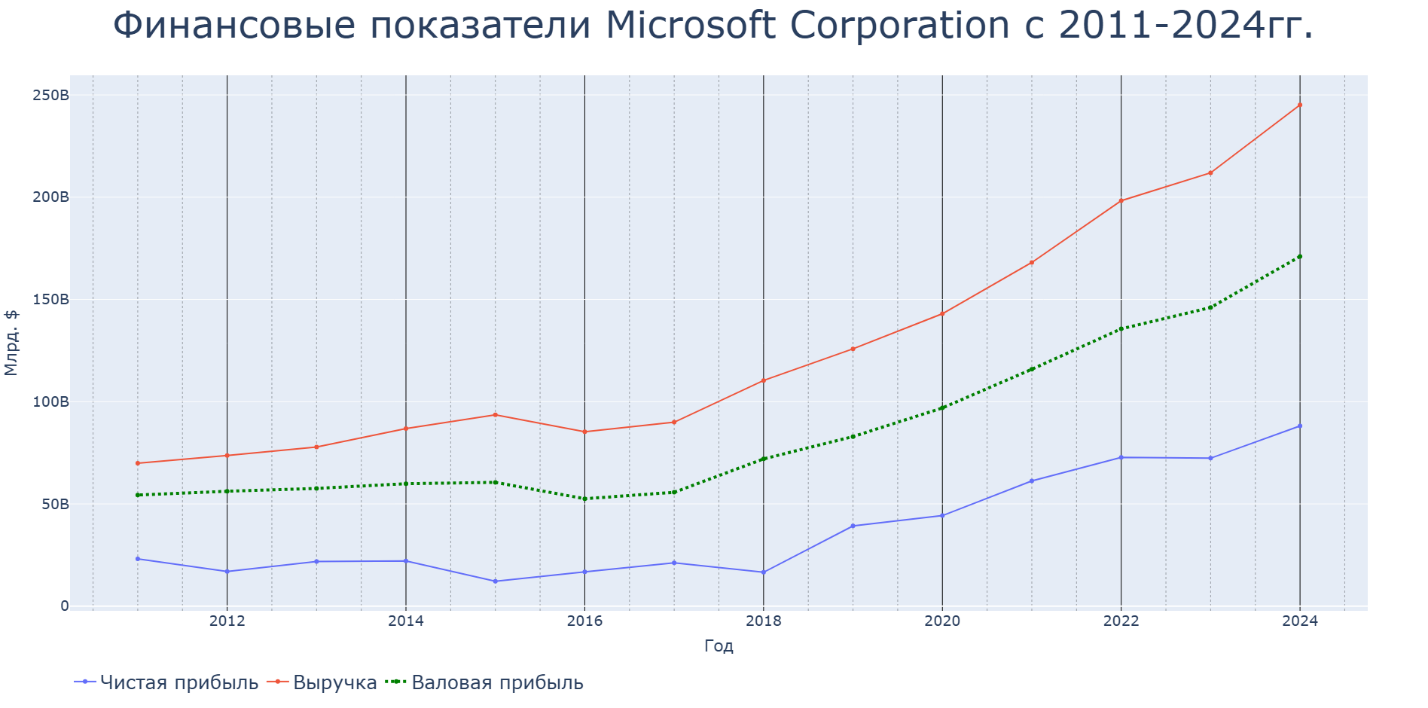 Финансовые показатели Microsoft Corporation с 2011-2024гг.
250B
200B
150B
100B
50B
0
Млрд. $
2012 2014 2016 2018 2020 2022 2024
Год
Чистая прибыль Выручка Валовая прибыль